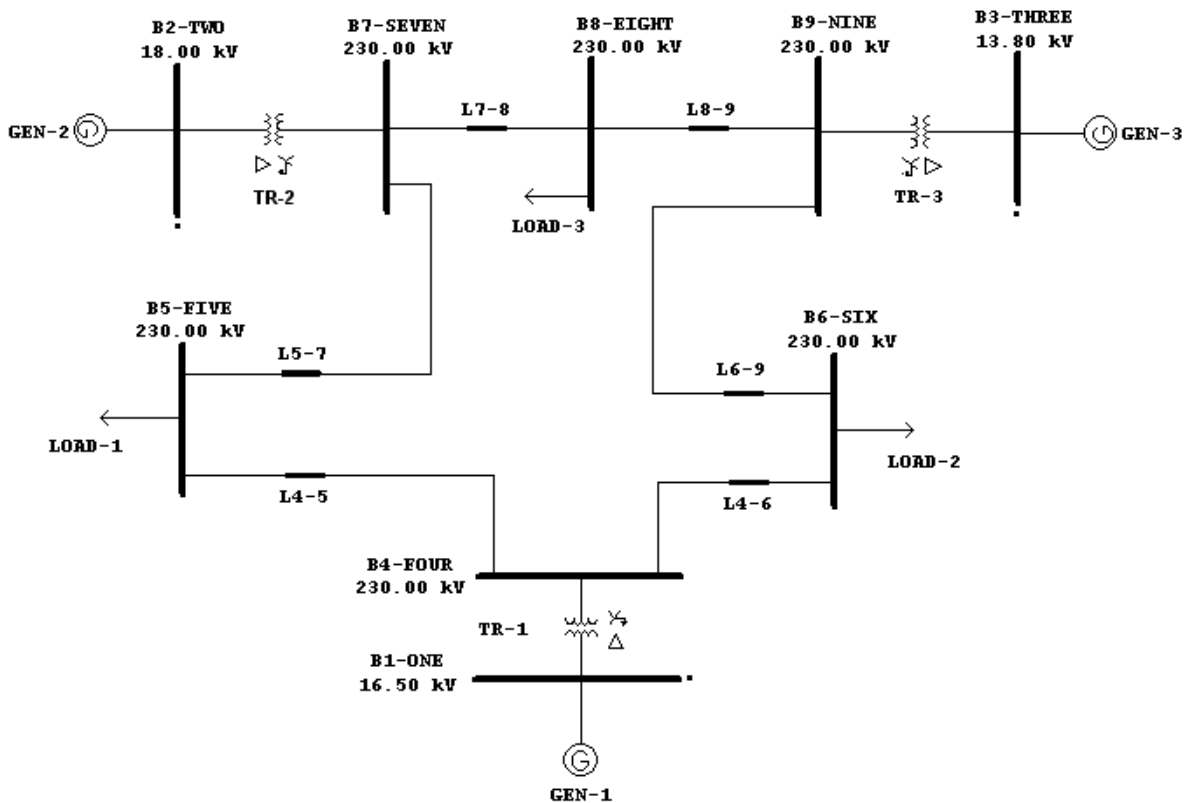 B2-TWO
18.00 kV
B7-SEVEN
230.00 kV
B8-EIGHT
230.00 kV
B9-NINE
230.00 kV
B3-THREE
13.80 kV
L7-8
L8-9
GEN-2
G
GEN-3
G
TR-2
TR-3
LOAD-3
B5-FIVE
230.00 kV
B6-SIX
230.00 kV
L5-7
L6-9
LOAD-1
LOAD-2
L4-5
L4-6
B4-FOUR
230.00 kV
TR-1
B1-ONE
16.50 kV
G
GEN-1